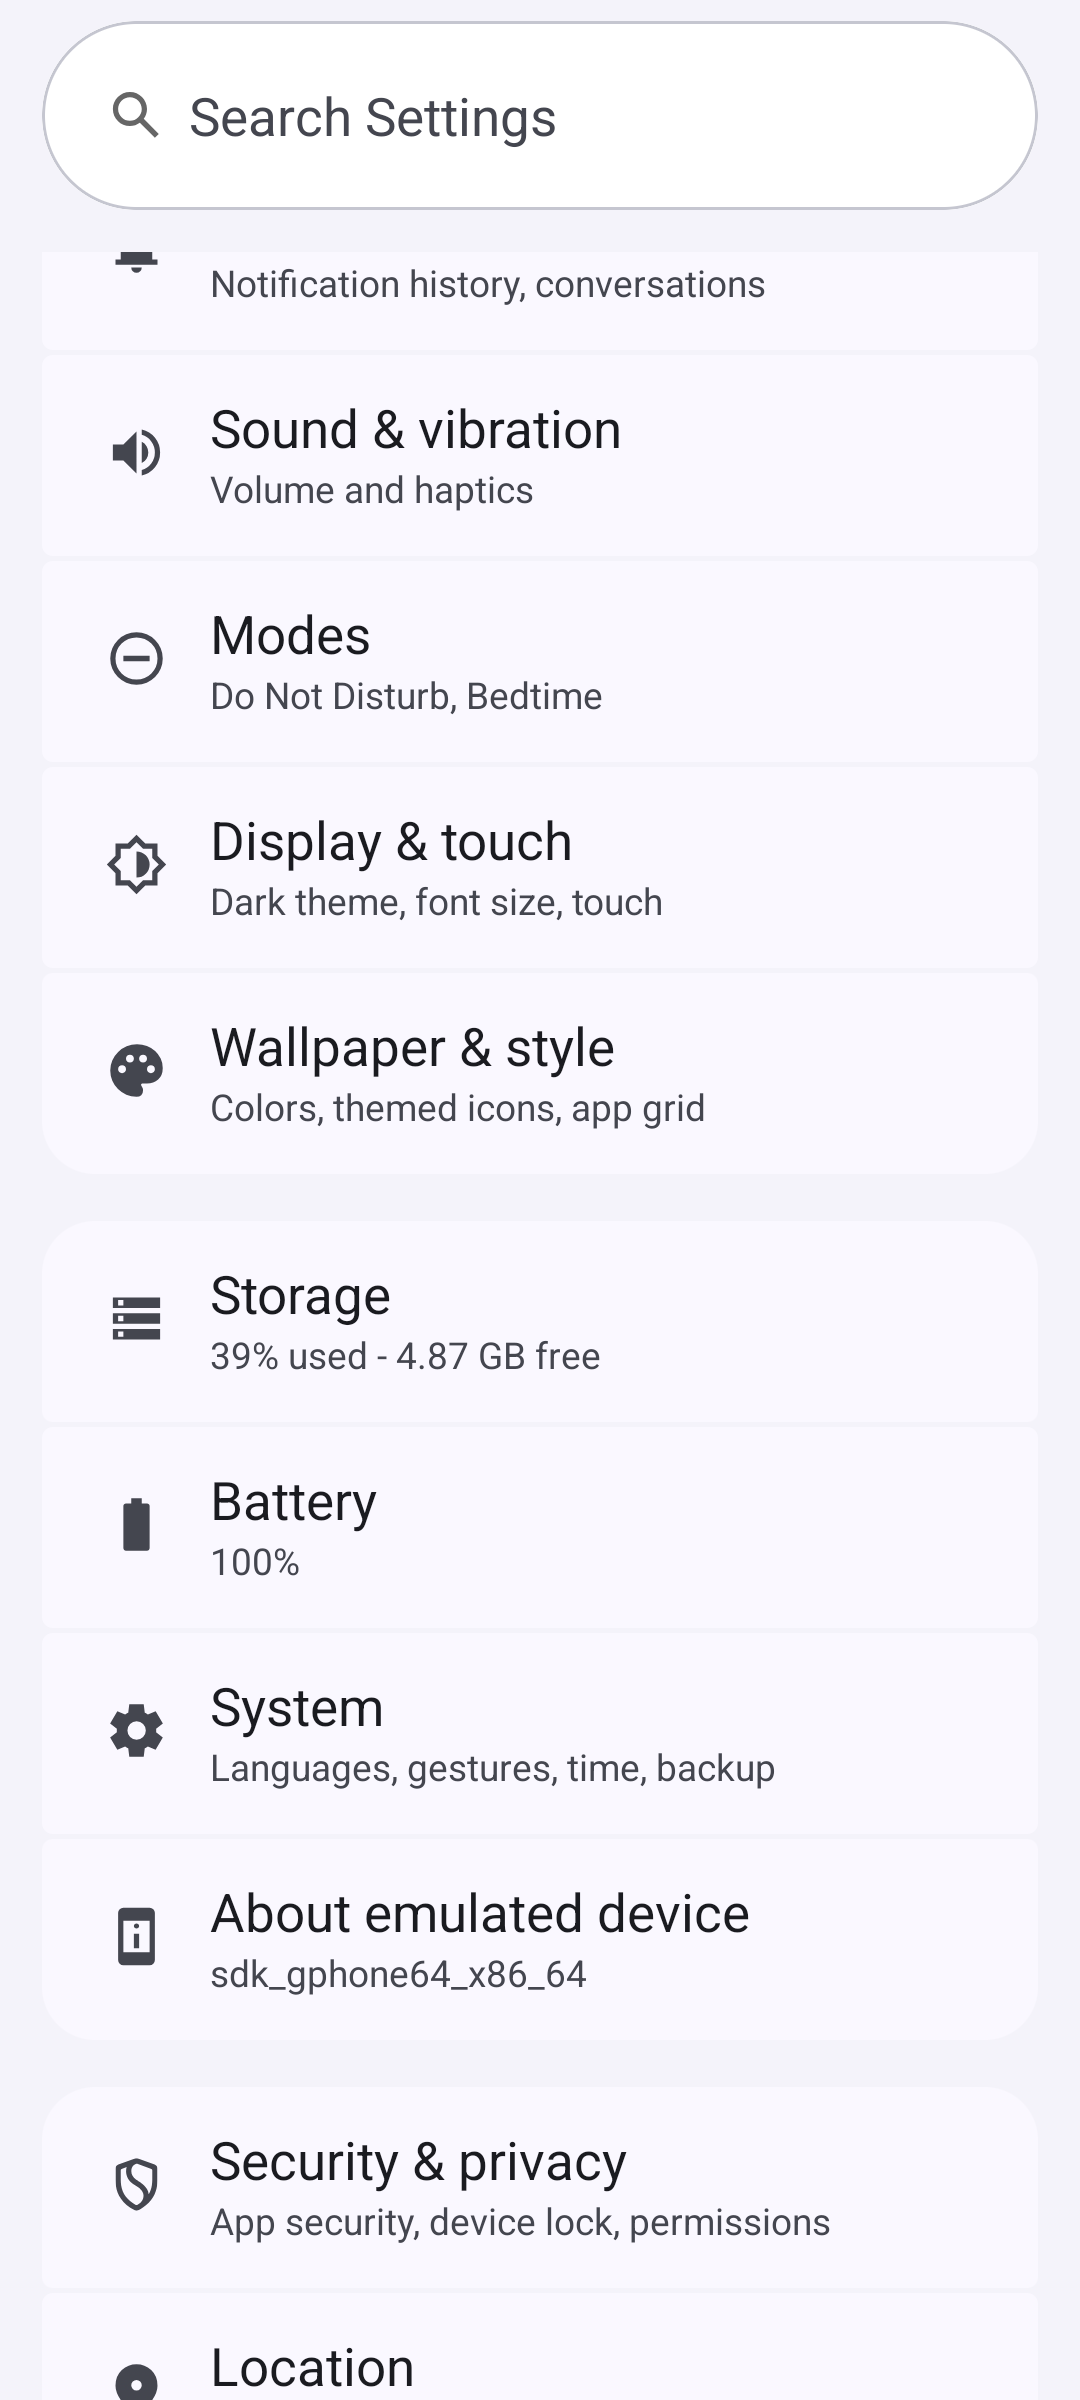 Search Settings
Notification history, conversations
Sound & vibration
Volume and haptics
Modes
Do Not Disturb, Bedtime
Display & touch
Dark theme, font size, touch
Wallpaper & style
Colors, themed icons, app grid
Storage
39% used - 4.87 GB free
Battery
100%
System
Languages, gestures, time, backup
About emulated device
sdk_gphone64_x86_64
Security & privacy
App security, device lock, permissions
Location